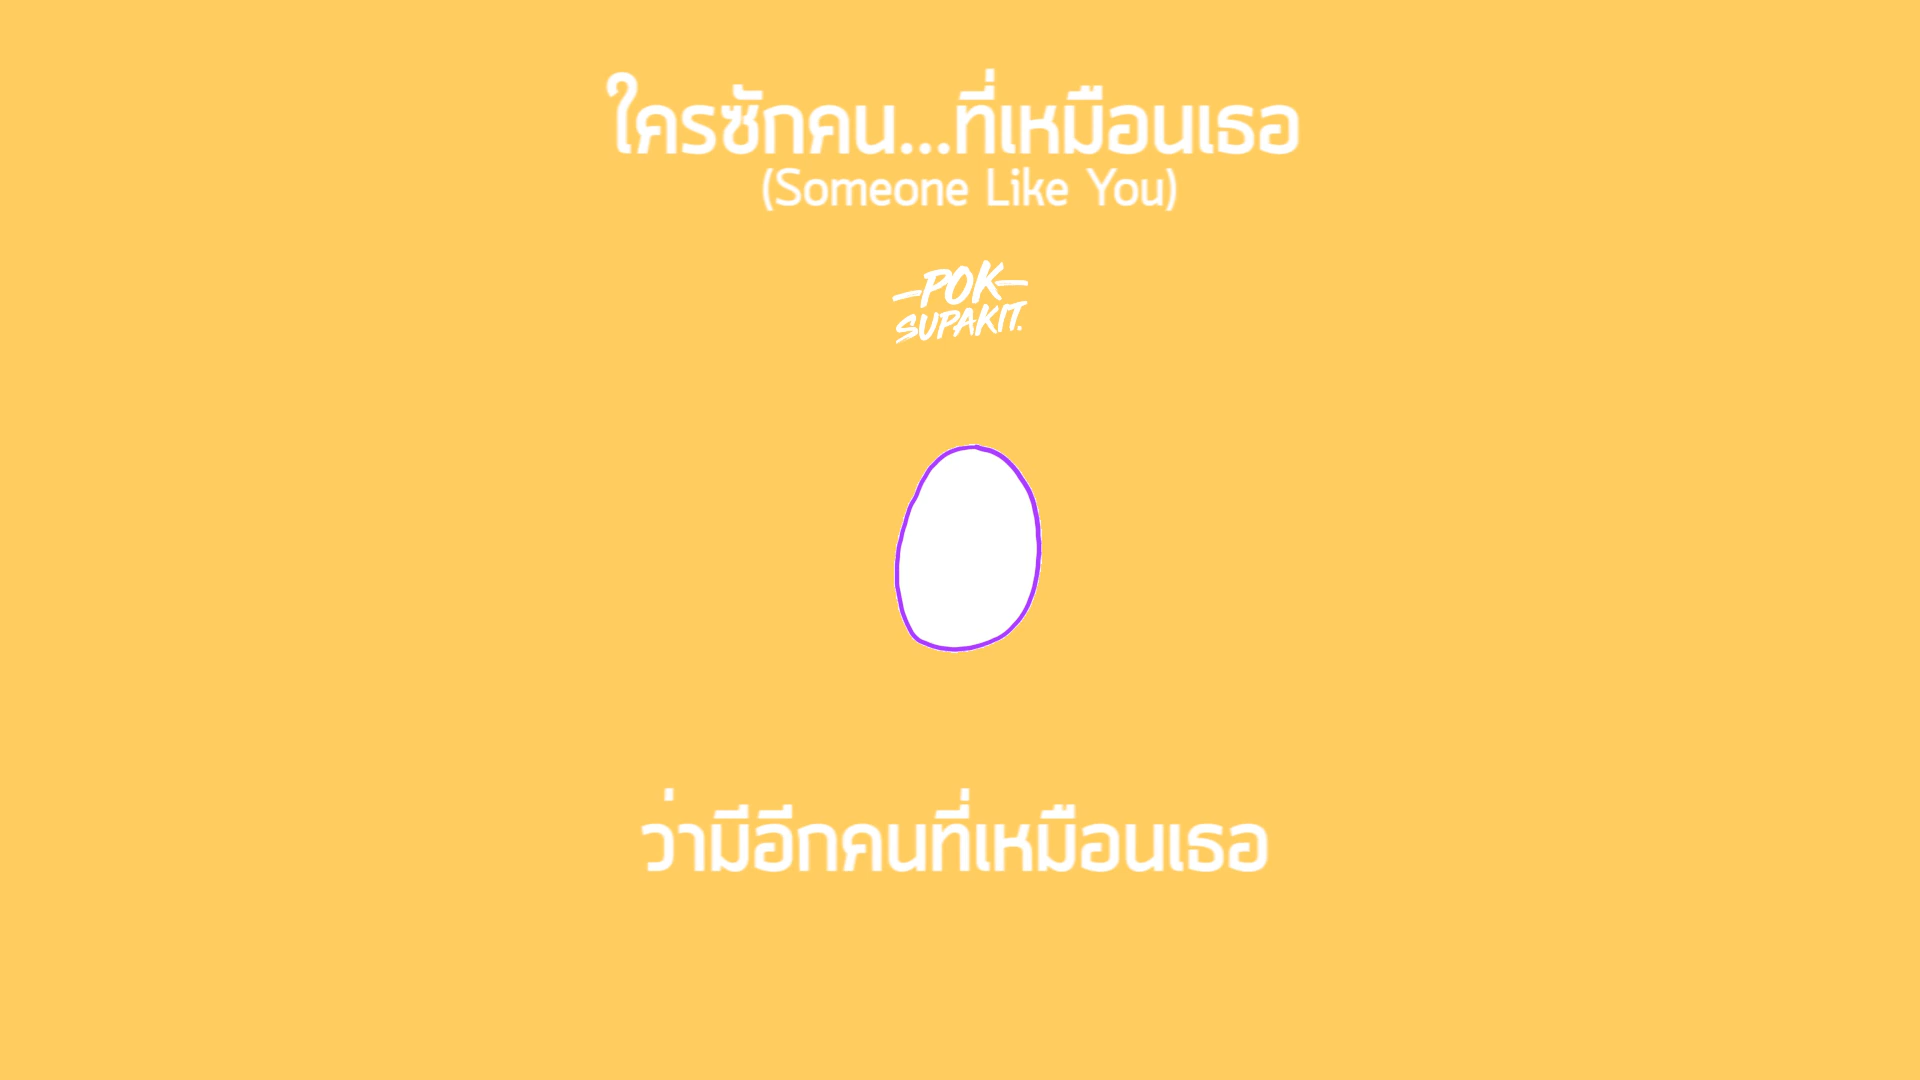 ใครซักคน...ที่เหมือนเธอ
(Someone Like You)
POK
SUPAKIT.
ว่ามีอีกคนที่เหมือนเธอ